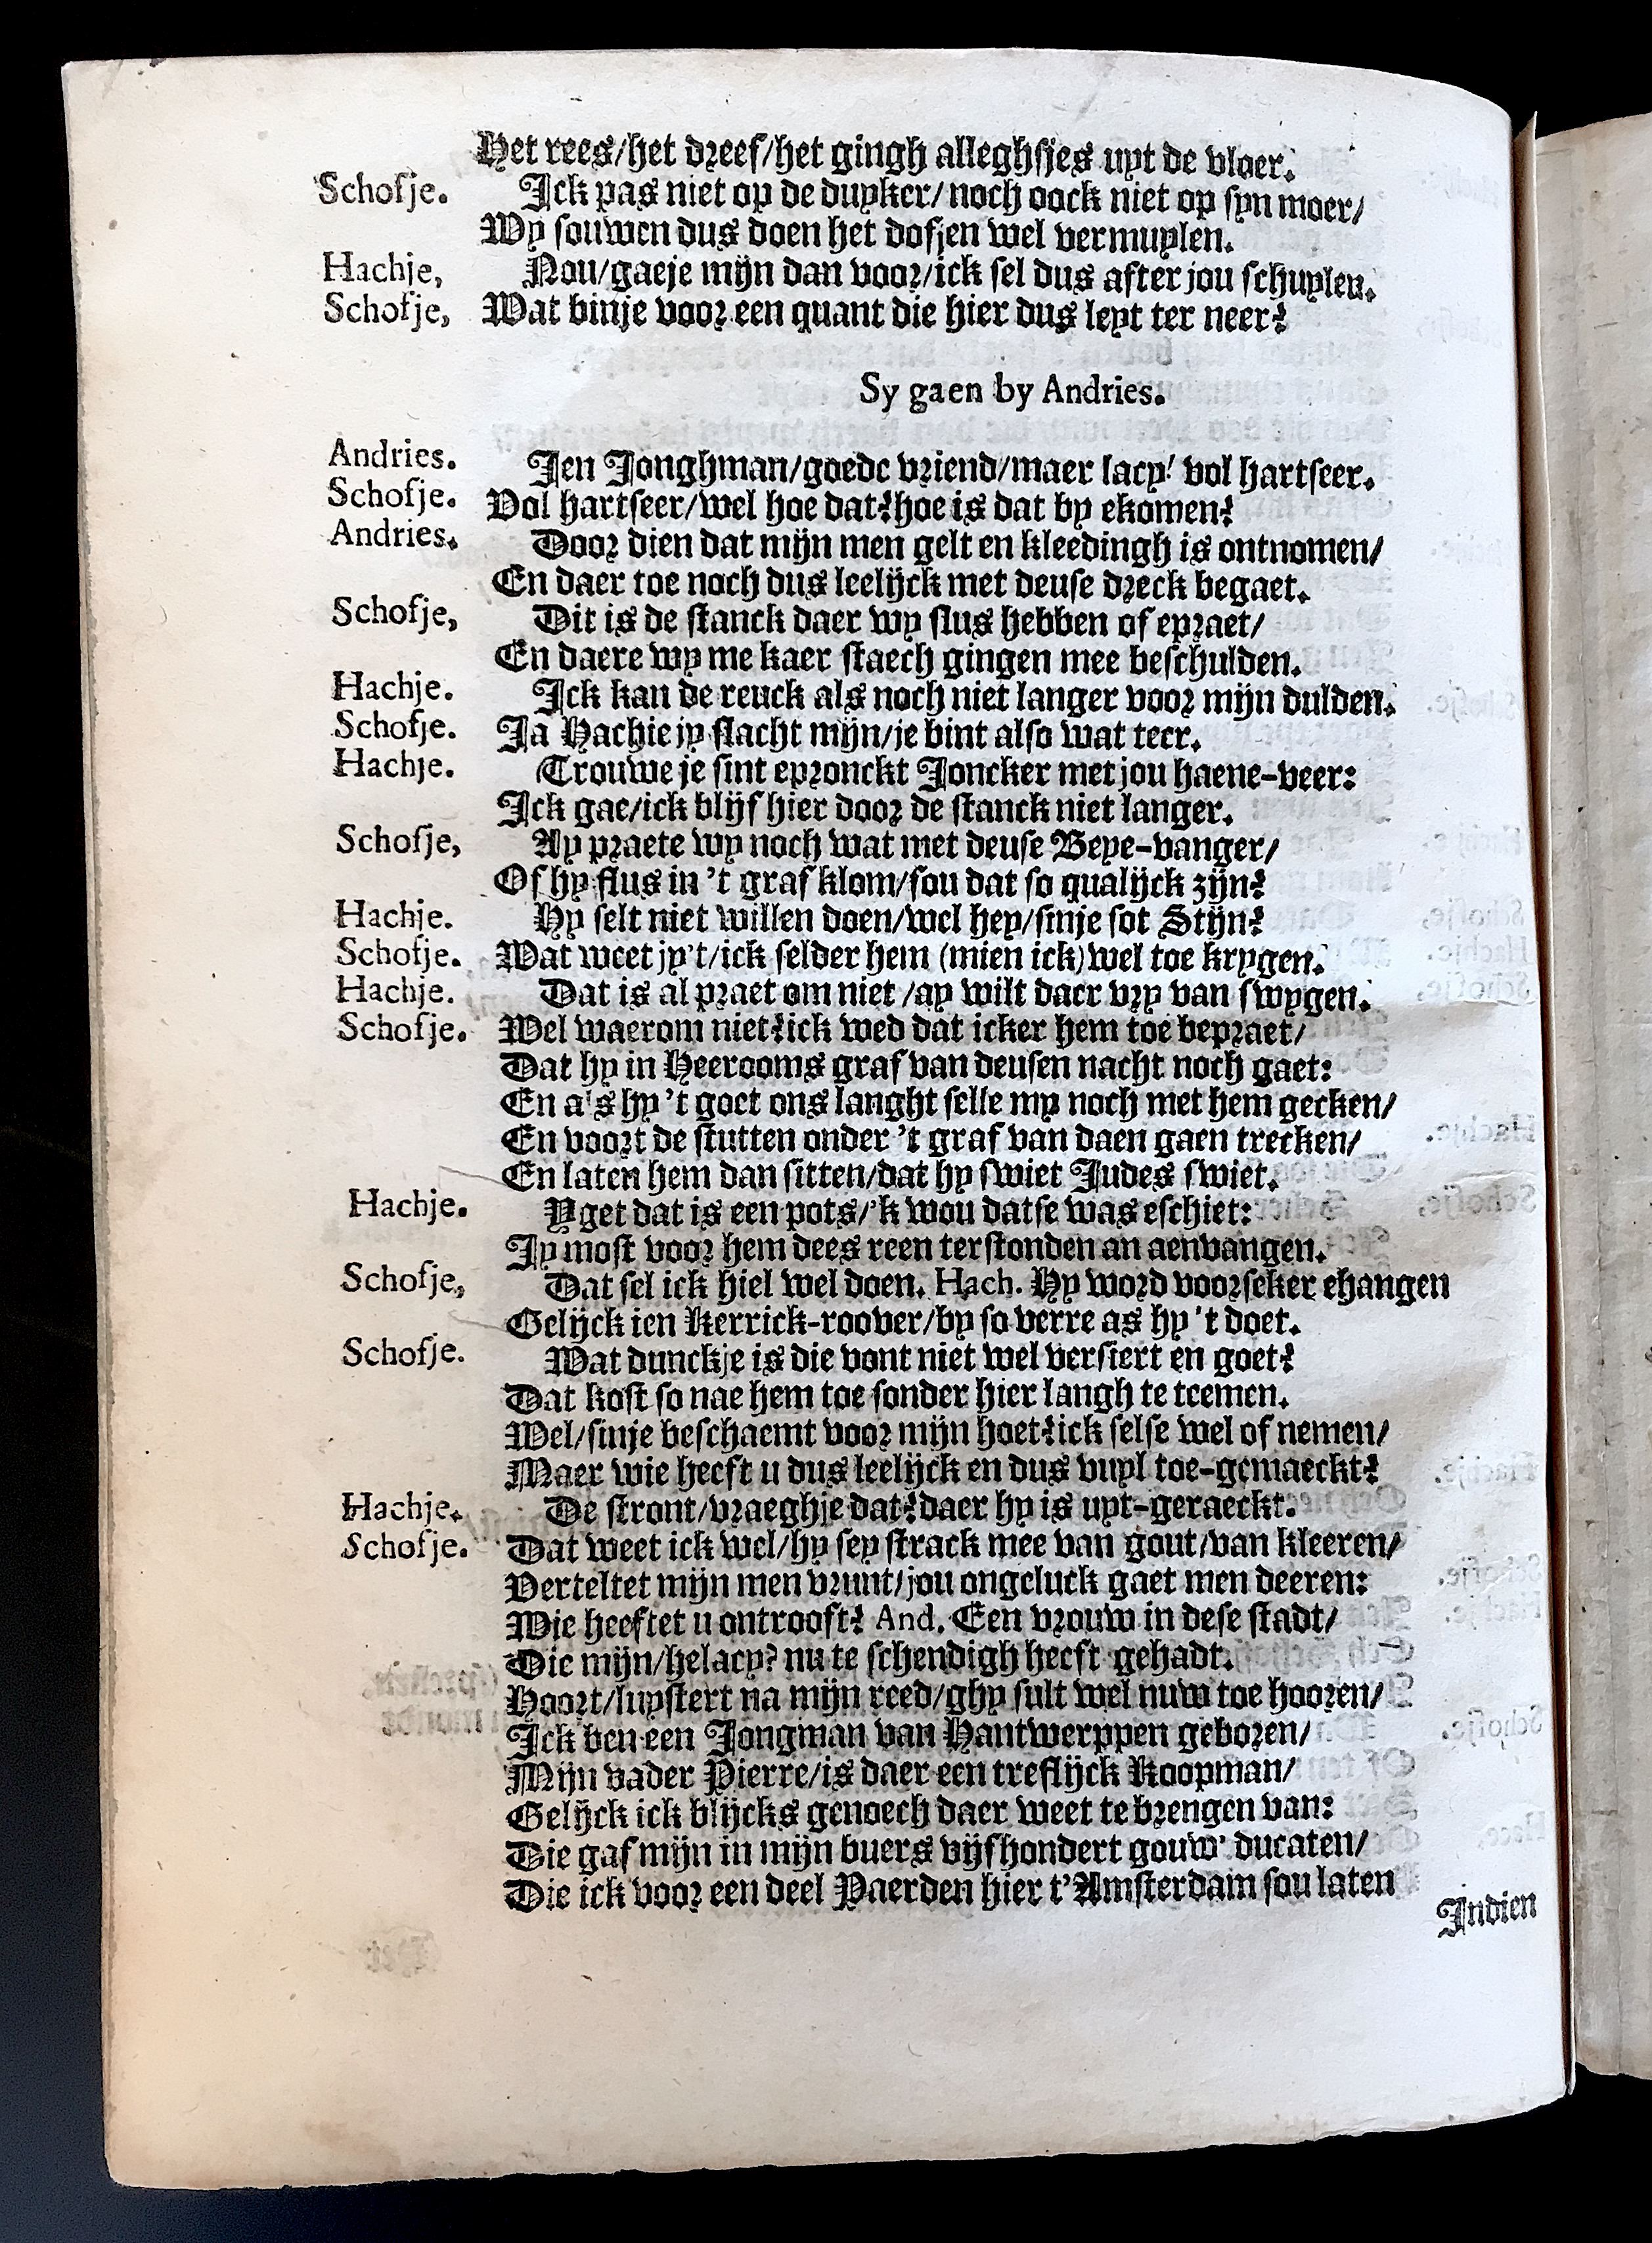 Het rees/het dreef/het gingh alleghsjes uyt de vloer.
Schofje. Ick pas niet op de duyker/noch oock niet op syn moer/
Wy souwen dus doen het dofjen wel vermuylen.
Hachje, Nou/gaeje mijn dan voor/ick sel dus after jou schuylen.
Schofje, Wat binje voor een quant die hier dus leyt ter neer?
Sy gaen by Andries.
Andries. Jen Jonghman/goede vriend/maer lacy! vol hartseer.
Schofje. Vol hartseer/wel hoe dat?hoe is dat by ekomen?
Andries. Door dien dat mijn men gelt en kleedingh is ontnomen/
En daer toe noch dus leelijck met deuse dreck begaet.
Schofje, Dit is de stanck daer wy flus hebben of epraet/
En daere wy me kaer staech gingen mee beschulden.
Hachje. Ick kan de reuck als noch niet langer voor mijn dulden.
Schofje. Ja Hachje jy slacht mijn/je bint also wat teer.
Hachje. Trouwe je sint epronckt Joncker met jou haene-veer:
Ick gae/ick blijf hier door de stanck niet langer.
Schofje, Ay praete wy noch wat met deuse Beye-vanger/
Of hy flus in 't graf klom/sou dat so qualijck zijn?
Hachje. Hy selt niet willen doen/wel hey/sinje sot Stijn?
Schofje. Wat weet jy't/ick selder hem (mien ick) wel toe krygen.
Hachje. Dat is al praet om niet/ay wilt daer vry van swygen.
Schofje. Wel waerom niet?ick wed dat icker hem toe bepraet/
Dat hy in Heerooms graf van deusen nacht noch gaet:
En als hy 't goet ons langht selle my noch met hem gecken/
En voort de stutten onder 't graf van daen gaen trecken/
En laten hem dan sitten/dat hy swiet Judes swiet.
Hachje. Yget dat is een pots/'k wou datse was eschiet:
Jy most voor hem dees reen terstonden an aenvangen.
Schofje, Dat sel ick hiel wel doen. Hach. Hy word voorseker ehangen
Gelijck ien Kerrick-roover/by so verre as hy 't doet.
Schofje. Wat dunckje is die vont niet wel versiert en goet?
Dat kost so nae hem toe sonder hier langh te teemen.
Wel/sinje beschaemt voor mijn hoet?ick selse wel of nemen/
Maer wie heeft u dus leelijck en dus vuyl toe-gemaeckt?
Hachje. De stront/vraeghje dat?daer hy is uyt-geraeckt.
Schofje. Dat weet ick wel/hy sey strack mee van gout/van kleeren/
Verteltet mijn men vrunt/jou ongeluck gaet men deeren:
Wie heeftet u ontrooft? And. Een vrouw in dese stadt/
Die mijn/helacy? nu te schendigh heeft gehadt.
Hoort/luystert na mijn reed/ghy sult wel nuw toe hooren/
Ick ben een Jongman van Hantwerppen geboren/
Mijn vader Pierre/is daer een treflijck Koopman/
Gelijck ick blijcks genoech daer weet te brengen van:
Die gaf mijn in mijn buers vijfhondert gouw' ducaten/
Die ick voor een deel Paerden hier t'Amsterdam sou laten
Indien